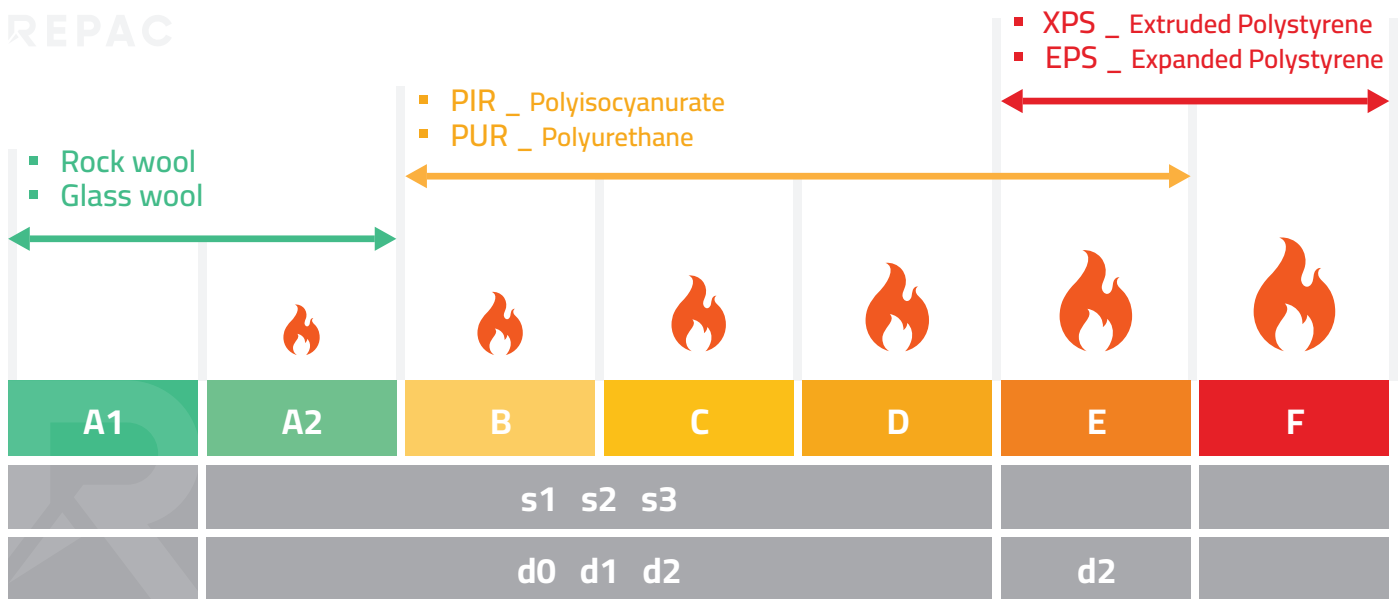 REPAC
▪ XPS _ Extruded Polystyrene
▪ EPS _ Expanded Polystyrene
▪ PIR _ Polyisocyanurate
▪ PUR _ Polyurethane
▪ Rock wool
▪ Glass wool
A1 A2 B C D E F
s1 s2 s3
d0 d1 d2 d2